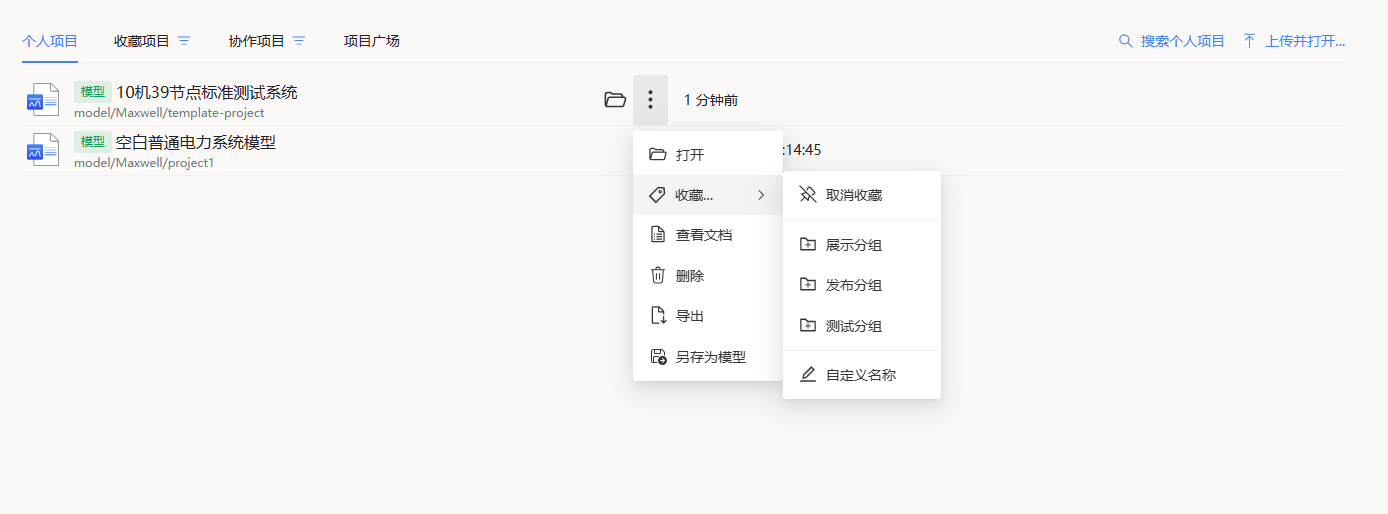 个人项目 收藏项目 协作项目 项目广场 搜索个人项目 上传并打开...
模型 10机39节点标准测试系统
model/Maxwell/template-project
1 分钟前
模型 空白普通电力系统模型
model/Maxwell/project1
:14:45
打开
收藏...
查看文档
删除
导出
另存为模型
取消收藏
展示分组
发布分组
测试分组
自定义名称